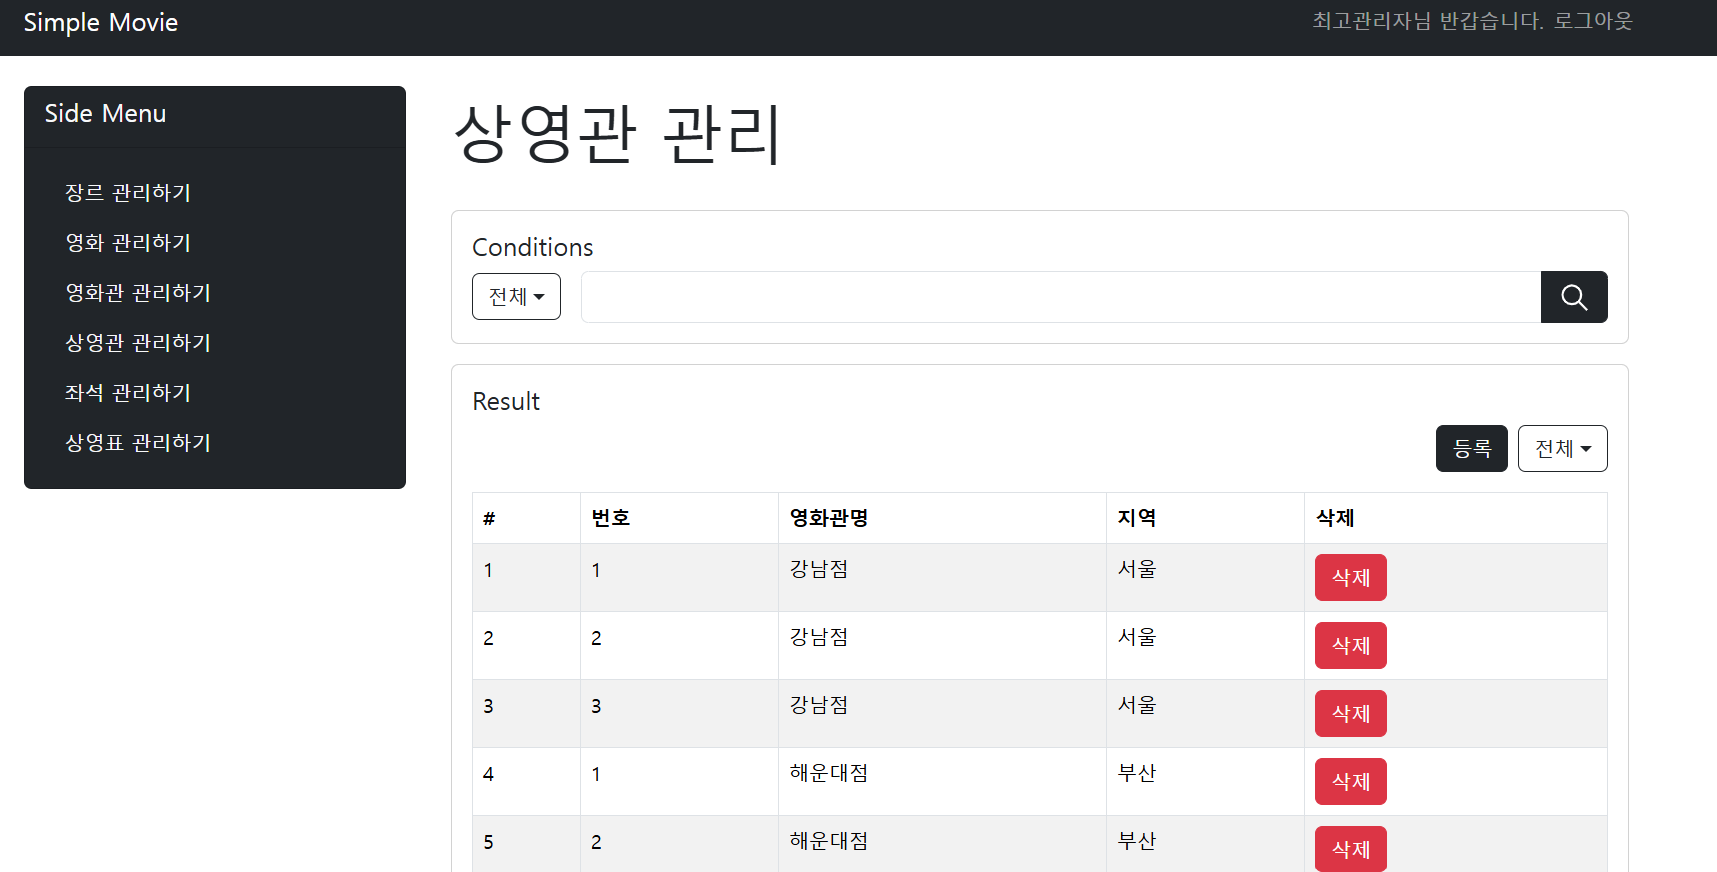 Simple Movie
최고관리자님 반갑습니다. 로그아웃
Side Menu
장르 관리하기
영화 관리하기
영화관 관리하기
상영관 관리하기
좌석 관리하기
상영표 관리하기
상영관 관리
Conditions
전체
Result
등록 전체
# 번호 영화관명 지역 삭제
1 1 강남점 서울 삭제
2 2 강남점 서울 삭제
3 3 강남점 서울 삭제
4 1 해운대점 부산 삭제
5 2 해운대점 부산 삭제